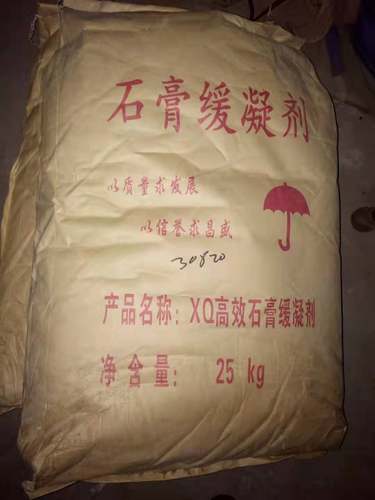 石膏缓凝剂
以质量求发展
以信誉求昌盛
30820
产品名称：XQ高效石膏缓凝剂
净含量：25 kg